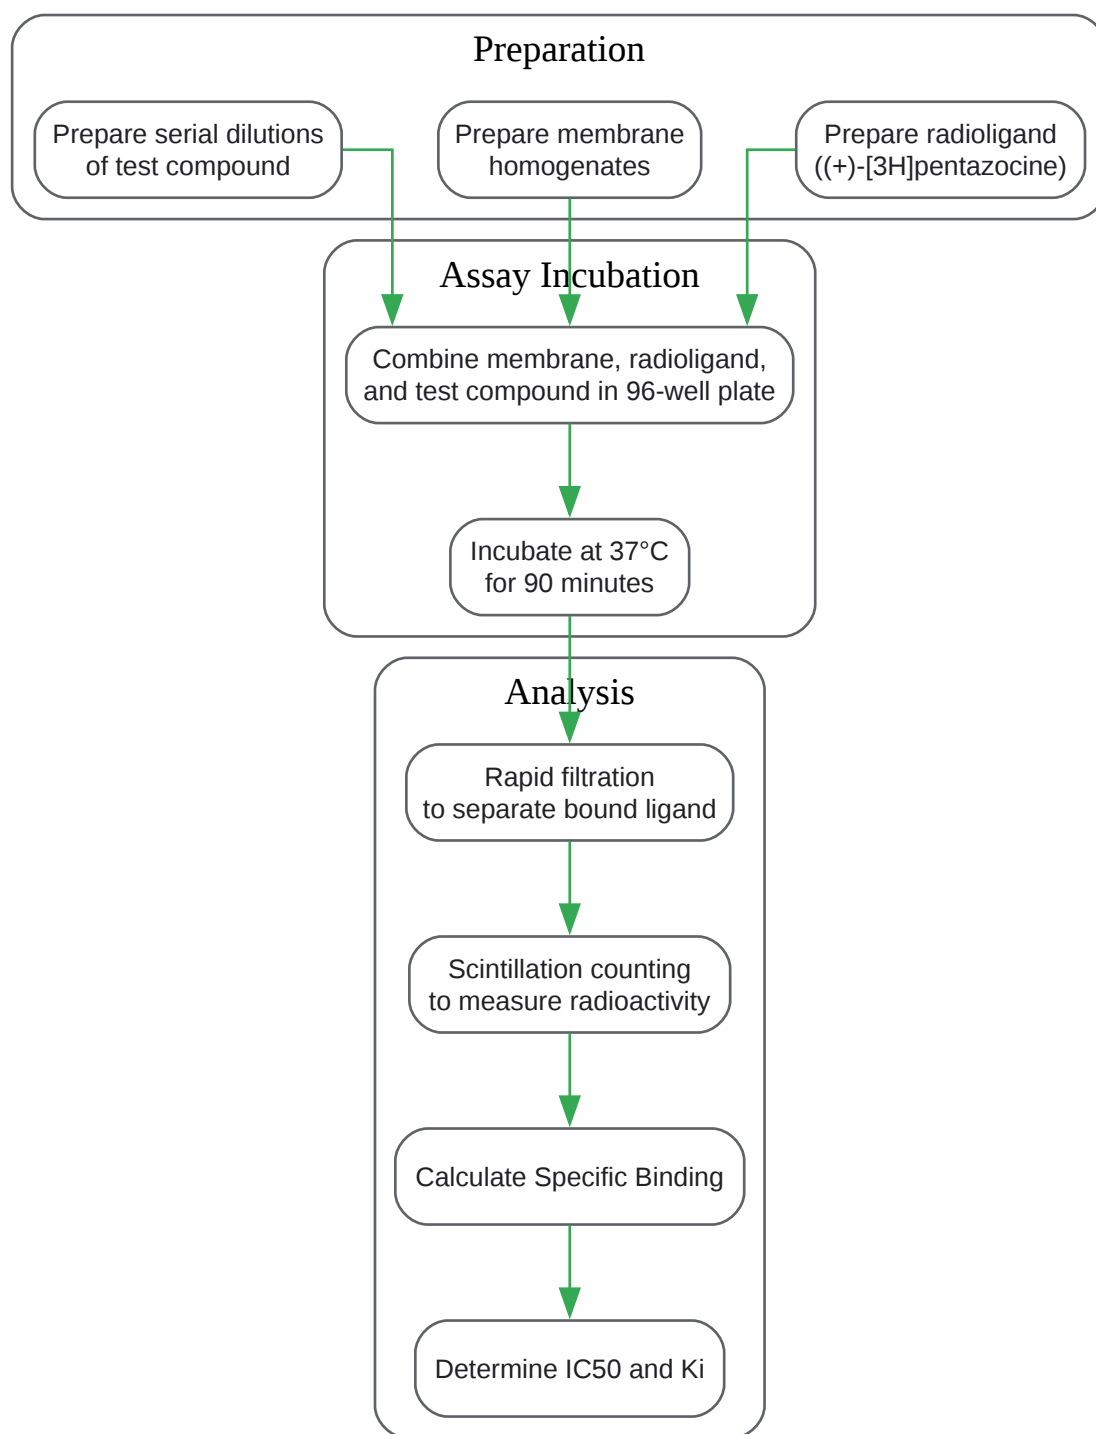 Preparation
Prepare serial dilutions
of test compound
Prepare membrane
homogenates
Prepare radioligand
((+)-[3H]pentazocine)
Assay Incubation
Combine membrane, radioligand,
and test compound in 96-well plate
Incubate at 37°C
for 90 minutes
Analysis
Rapid filtration
to separate bound ligand
Scintillation counting
to measure radioactivity
Calculate Specific Binding
Determine IC50 and Ki